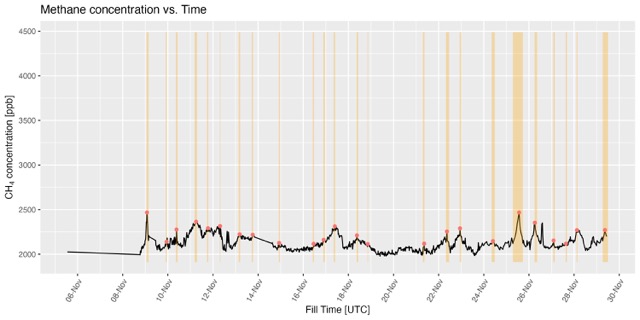 Methane concentration vs. Time
4500
4000
3500
3000
2500
2000
CH₄ concentration [ppb]
06-Nov
08-Nov
10-Nov
12-Nov
14-Nov
16-Nov
18-Nov
20-Nov
22-Nov
24-Nov
26-Nov
28-Nov
30-Nov
Fill Time [UTC]